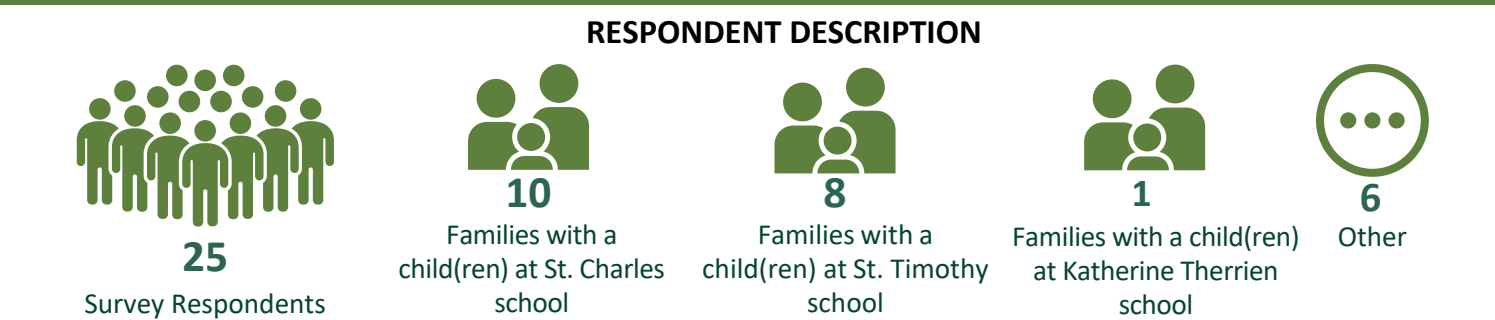 RESPONDENT DESCRIPTION
25
Survey Respondents
10
Families with a
child(ren) at St. Charles
school
8
Families with a
child(ren) at St. Timothy
school
1
Families with a child(ren)
at Katherine Therrien
school
6
Other